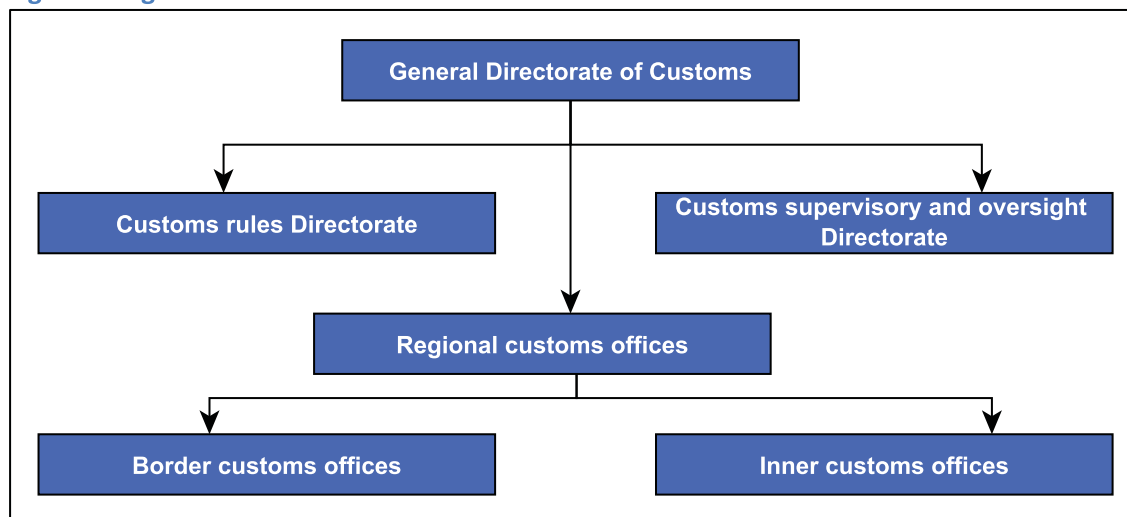 General Directorate of Customs
Customs rules Directorate
Customs supervisory and oversight
Directorate
Regional customs offices
Border customs offices
Inner customs offices